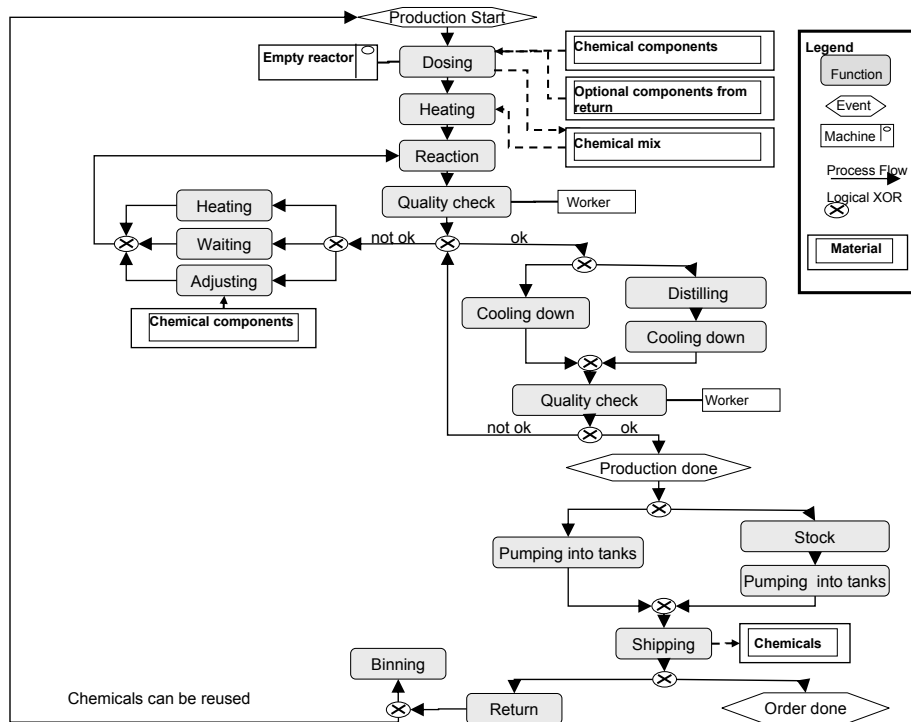 Production Start
Empty reactor
Dosing
Chemical components
Optional components from
return
Heating
Chemical mix
Reaction
Quality check
Worker
Heating
Waiting
Adjusting
Chemical components
not ok
ok
Cooling down
Distilling
Cooling down
Quality check
Worker
not ok
ok
Production done
Pumping into tanks
Stock
Pumping into tanks
Shipping
Chemicals
Binning
Chemicals can be reused
Return
Order done
Legend
Function
Event
Machine
Process Flow
Logical XOR
Material